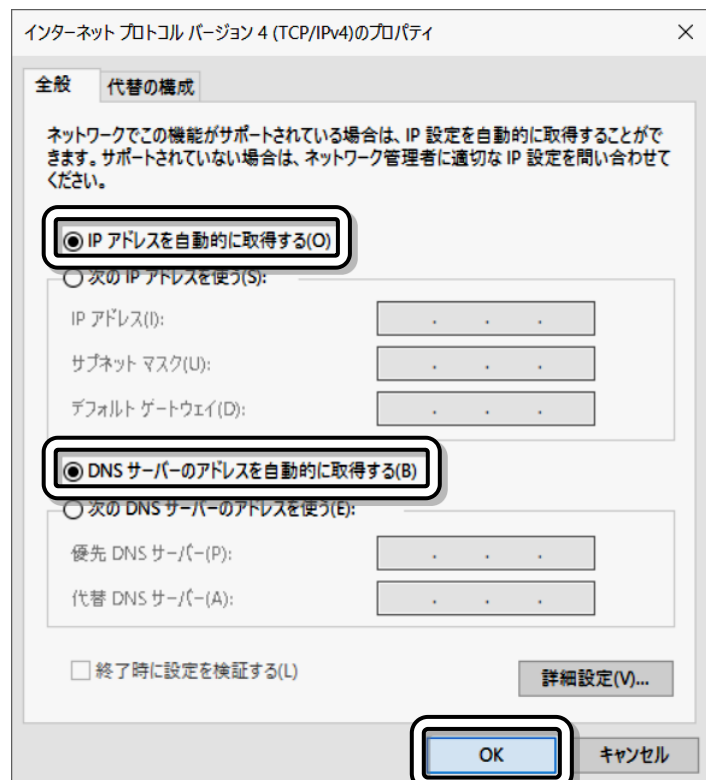 インターネット プロトコル バージョン 4 (TCP/IPv4)のプロパティ
全般
代替の構成
ネットワークでこの機能がサポートされている場合は、IP 設定を自動的に取得することがで
きます。サポートされていない場合は、ネットワーク管理者に適切な IP 設定を問い合わせて
ください。
IP アドレスを自動的に取得する(O)
次の IP アドレスを使う(S):
IP アドレス(I):
サブネット マスク(U):
デフォルト ゲートウェイ(D):
DNS サーバーのアドレスを自動的に取得する(B)
次の DNS サーバーのアドレスを使う(E):
優先 DNS サーバー(P):
代替 DNS サーバー(A):
終了時に設定を検証する(L)
詳細設定(V)...
OK
キャンセル